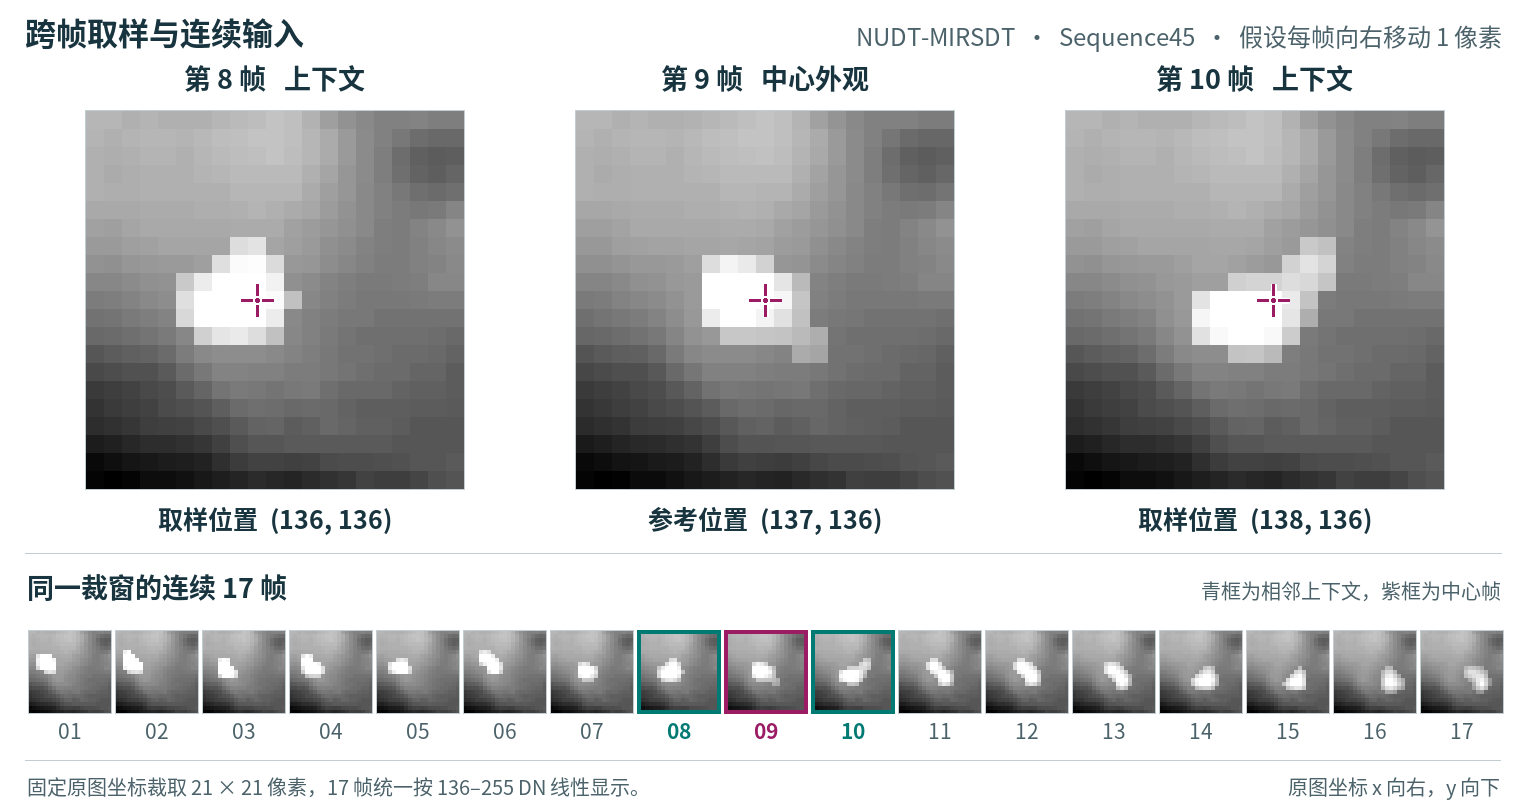 跨帧取样与连续输入
NUDT-MIRSDT • Sequence45 • 假设每帧向右移动 1 像素
第 8 帧 上下文
第 9 帧 中心外观
第 10 帧 上下文
取样位置 (136, 136)
参考位置 (137, 136)
取样位置 (138, 136)
同一裁窗的连续 17 帧
青框为相邻上下文，紫框为中心帧
01 02 03 04 05 06 07 08 09 10 11 12 13 14 15 16 17
固定原图坐标裁取 21 × 21 像素，17 帧统一按 136–255 DN 线性显示。
原图坐标 x 向右，y 向下